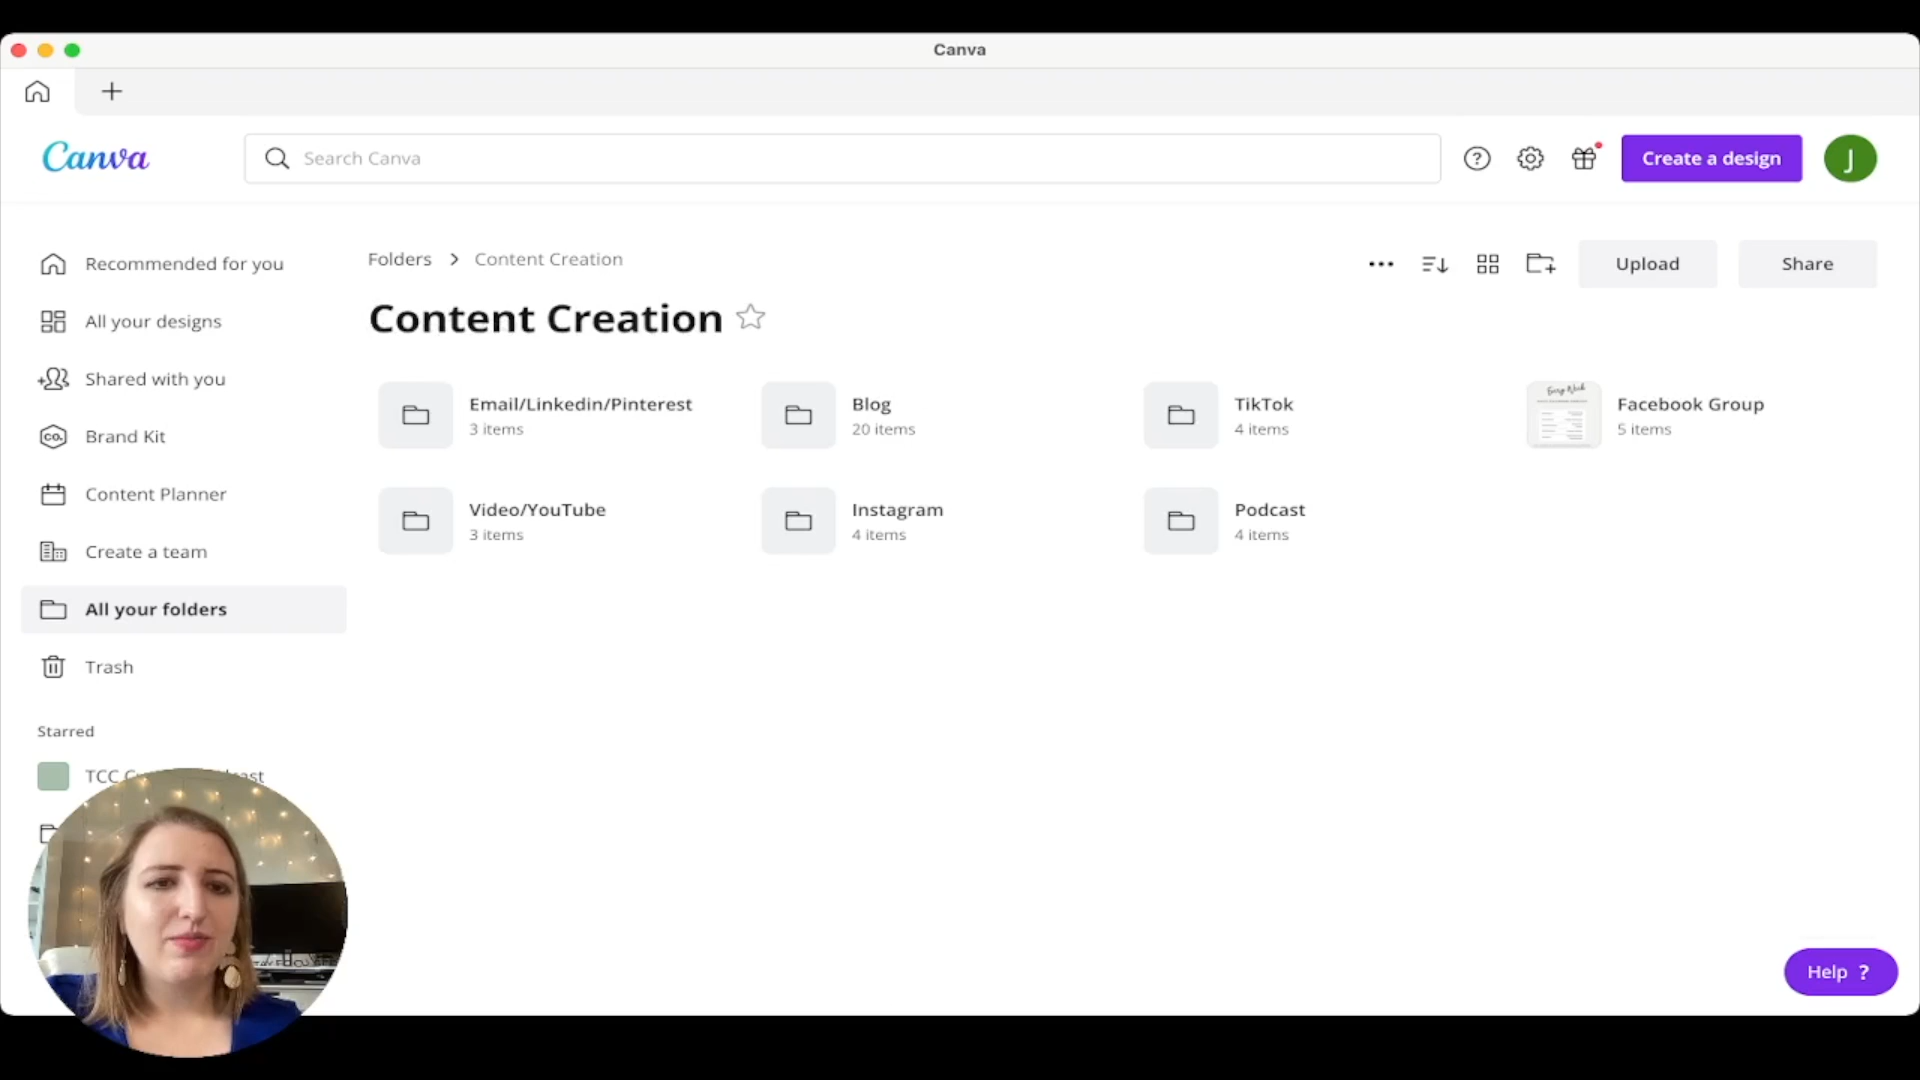 Canva
Canva
Search Canva
Create a design
J
Recommended for you
All your designs
Shared with you
Brand Kit
CO.
Content Planner
Create a team
All your folders
Trash
Starred
TCC
Folders > Content Creation
Upload
Share
Content Creation
Email/Linkedin/Pinterest
3 items
Blog
20 items
TikTok
4 items
Facebook Group
5 items
Video/YouTube
3 items
Instagram
4 items
Podcast
4 items
Help ?